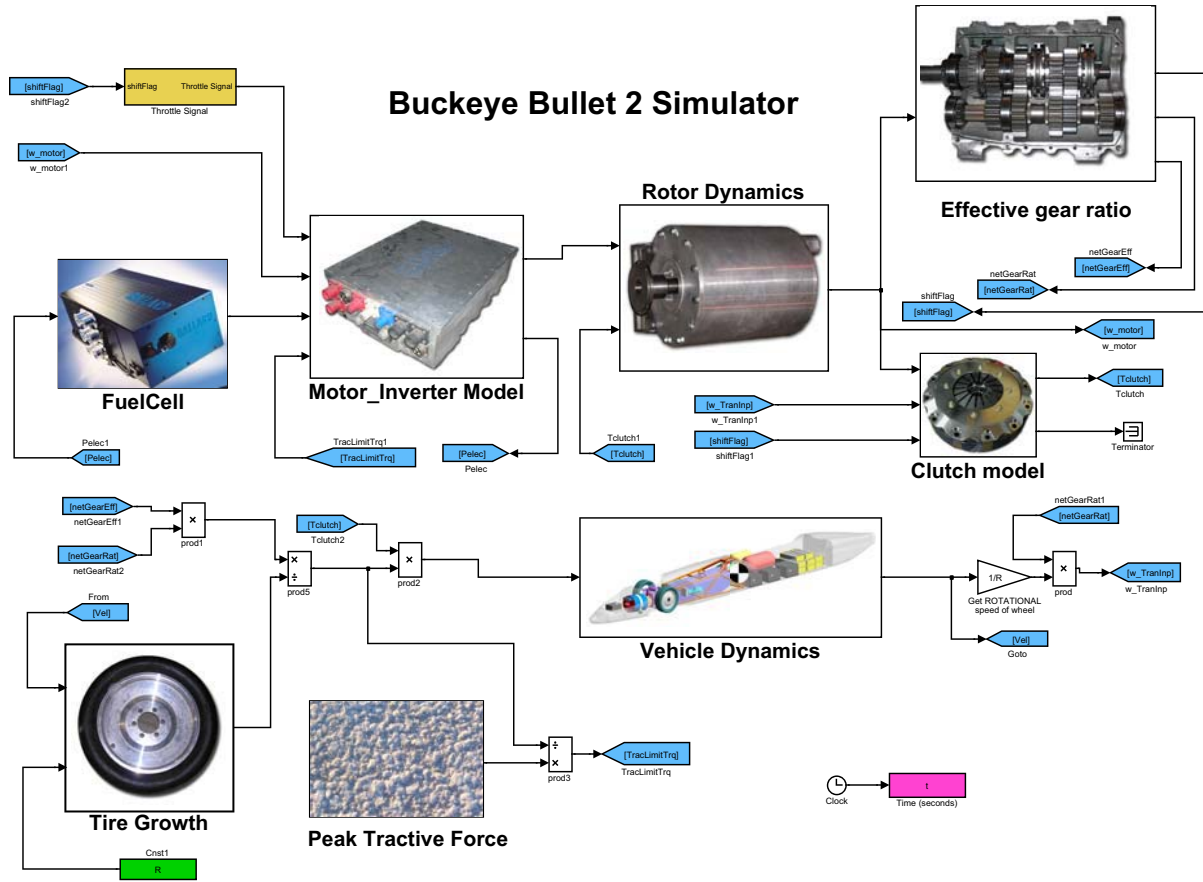 Buckeye Bullet 2 Simulator
[shiftFlag]
shiftFlag2
shiftFlag
Throttle Signal
Throttle Signal
[w_motor]
w_motor1
BALLARD
FuelCell
Pelec1
[Pelec]
Motor_Inverter Model
TracLimitTrq1
[TracLimitTrq]
[Pelec]
Pelec
Rotor Dynamics
Tclutch1
[Tclutch]
Effective gear ratio
netGearEff
[netGearEff]
netGearRat
[netGearRat]
shiftFlag
[shiftFlag]
[w_motor]
w_motor
[w_TranInp]
w_TranInp1
[shiftFlag]
shiftFlag1
Clutch model
[Tclutch]
Tclutch
Terminator
[netGearEff]
netGearEff1
[netGearRat]
netGearRat2
×
prod1
×
÷
prod5
[Tclutch]
Tclutch2
×
prod2
Vehicle Dynamics
1/R
Get ROTATIONAL
speed of wheel
netGearRat1
[netGearRat]
×
prod
[w_TranInp]
w_TranInp
[Vel]
Goto
From
[Vel]
Tire Growth
Cnst1
R
Peak Tractive Force
÷
×
prod3
[TracLimitTrq]
TracLimitTrq
Clock
t
Time (seconds)